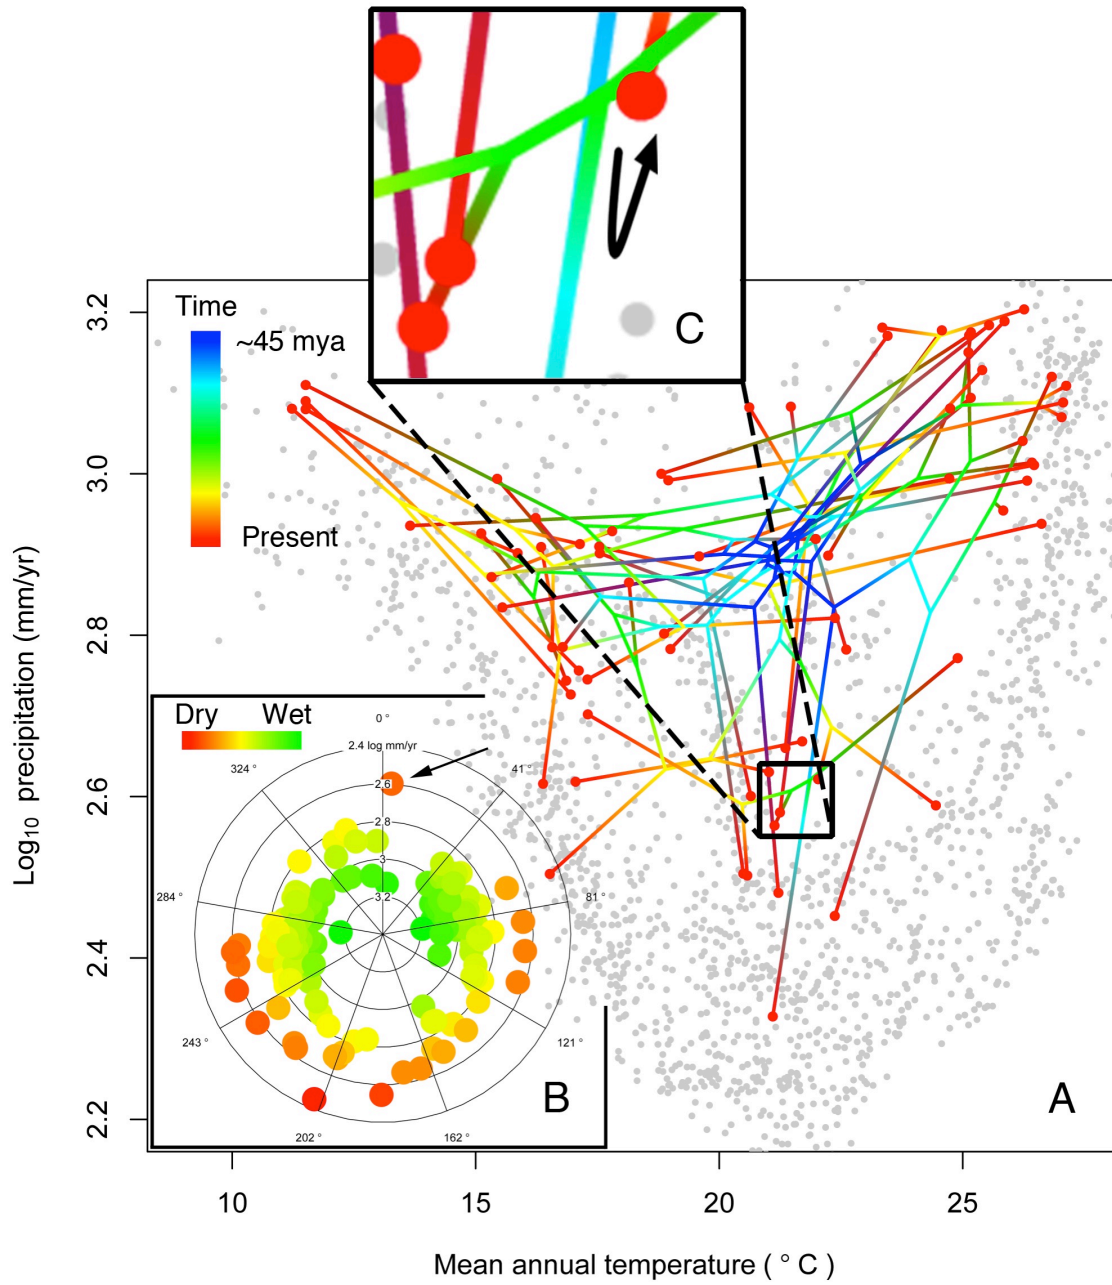 C
Time
~45 mya
Present
3.2
3.0
2.8
2.6
2.4
2.2
Log10 precipitation (mm/yr)
Dry Wet
0 °
41 °
81 °
121 °
162 °
202 °
243 °
284 °
324 °
2.4 log mm/yr
2.6
2.8
3
3.2
B
A
10 15 20 25
Mean annual temperature ( ° C )